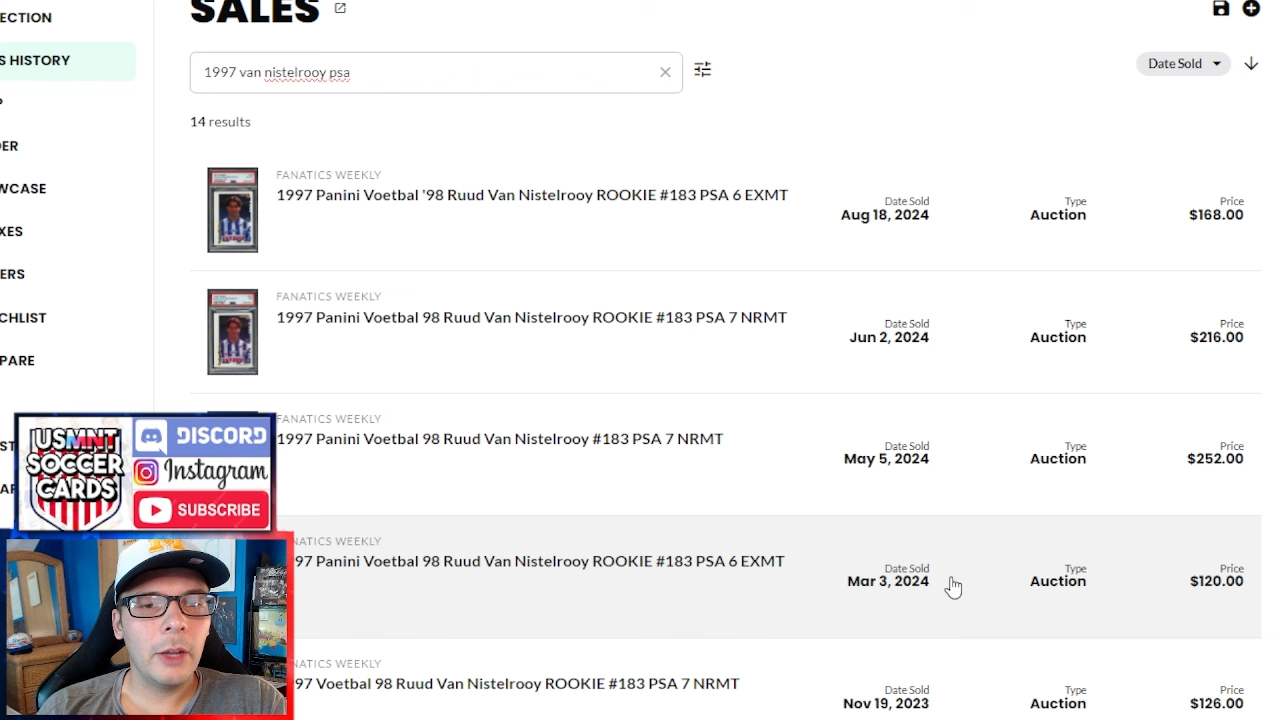 SALES
ECTION
S HISTORY
P
ER
WCASE
ES
ERS
CHLIST
PARE
ST
1997 van nistelrooy psa
Date Sold
14 results
FANATICS WEEKLY
1997 Panini Voetbal '98 Ruud Van Nistelrooy ROOKIE #183 PSA 6 EXMT
Date Sold
Aug 18, 2024
Type
Auction
Price
$168.00
FANATICS WEEKLY
1997 Panini Voetbal 98 Ruud Van Nistelrooy ROOKIE #183 PSA 7 NRMT
Date Sold
Jun 2, 2024
Type
Auction
Price
$216.00
FANATICS WEEKLY
1997 Panini Voetbal 98 Ruud Van Nistelrooy #183 PSA 7 NRMT
Date Sold
May 5, 2024
Type
Auction
Price
$252.00
NATICS WEEKLY
97 Panini Voetbal 98 Ruud Van Nistelrooy ROOKIE #183 PSA 6 EXMT
Date Sold
Mar 3, 2024
Type
Auction
Price
$120.00
NATICS WEEKLY
97 Voetbal 98 Ruud Van Nistelrooy ROOKIE #183 PSA 7 NRMT
Date Sold
Nov 19, 2023
Type
Auction
Price
$126.00
USMNT
SOCCER
CARDS
DISCORD
Instagram
SUBSCRIBE